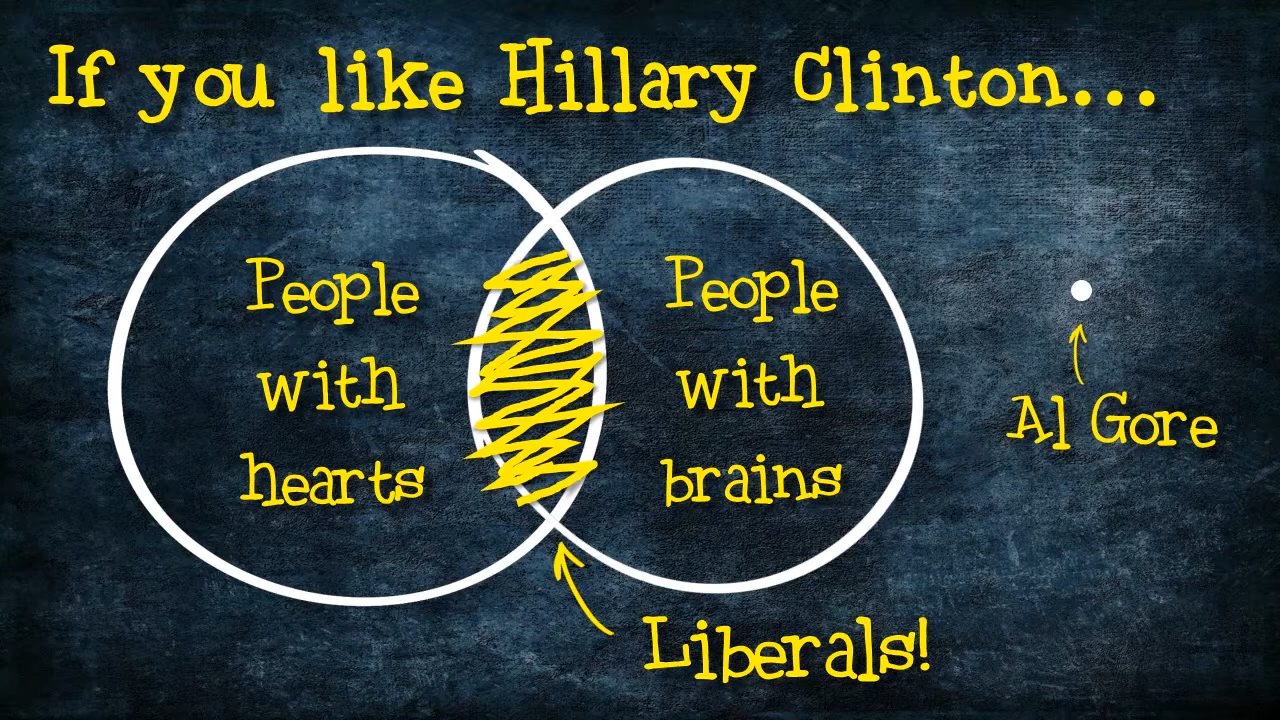 If you like Hillary Clinton...
People
with
hearts
People
with
brains
Al Gore
Liberals!